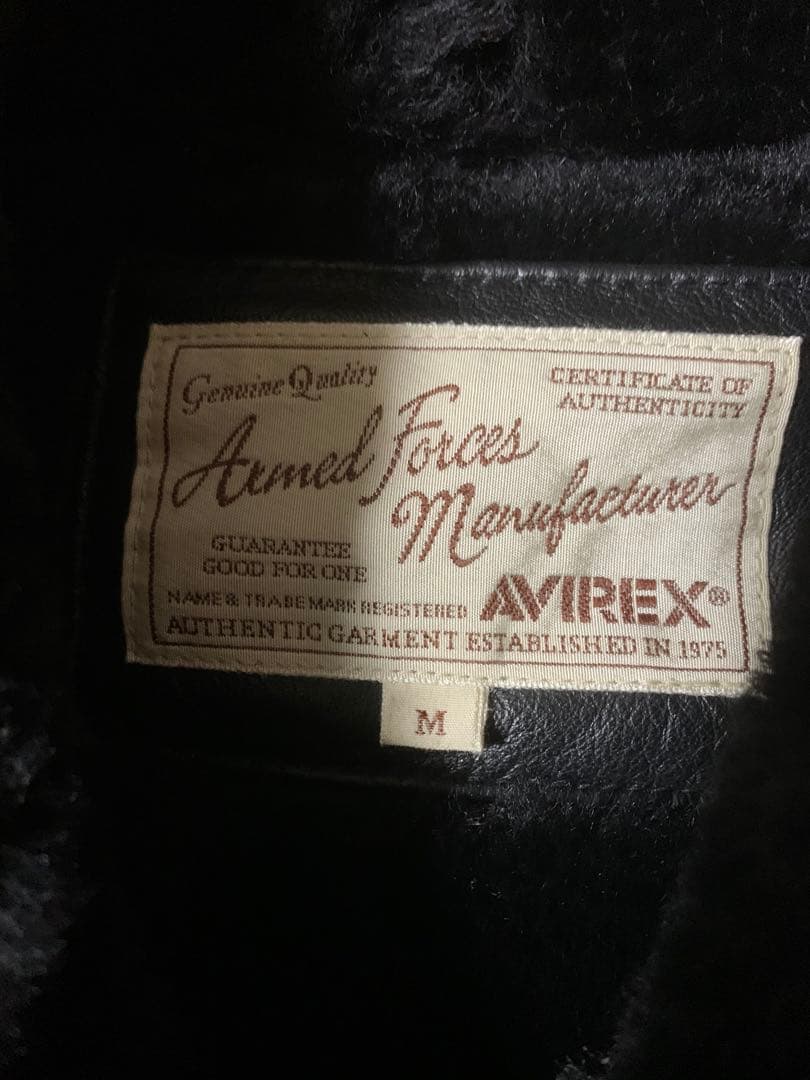 Genuine Quality
CERTIFICATE OF
AUTHENTICITY
Armed Forces
Manufacturer
GUARANTEE
GOOD FOR ONE
NAME & TRADE MARK REGISTERED
AVIREX®
AUTHENTIC GARMENT ESTABLISHED IN 1975
M